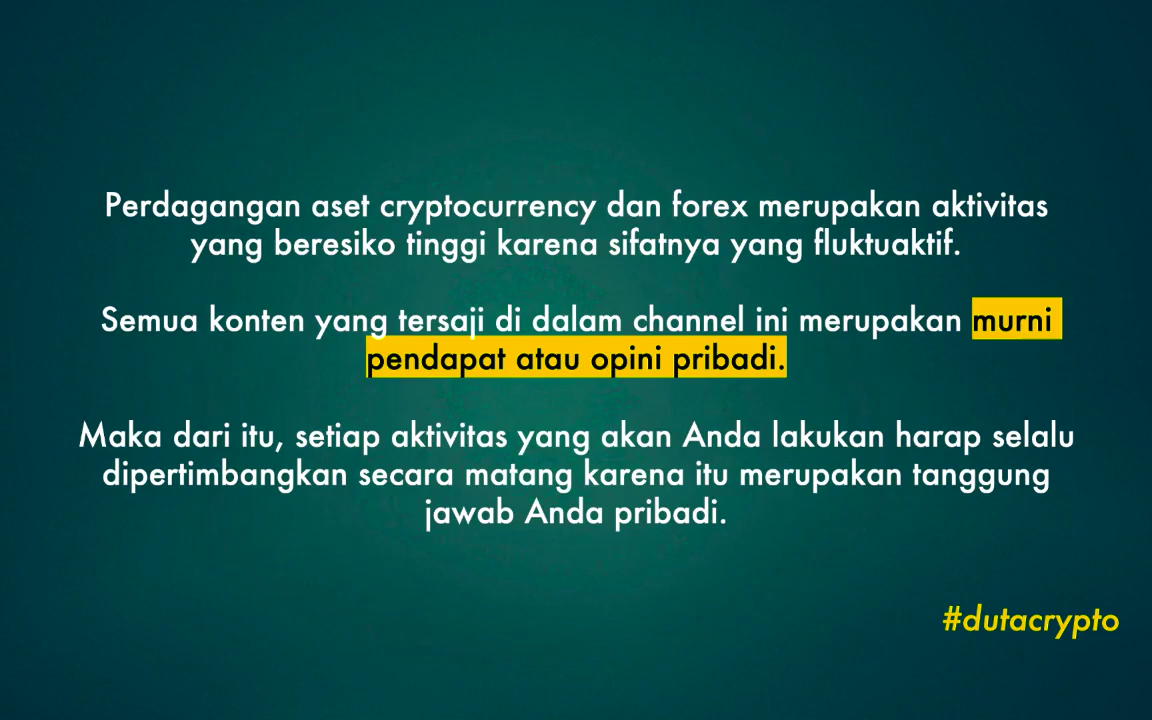 Perdagangan aset cryptocurrency dan forex merupakan aktivitas
yang beresiko tinggi karena sifatnya yang fluktuaktif.
Semua konten yang tersaji di dalam channel ini merupakan murni
pendapat atau opini pribadi.
Maka dari itu, setiap aktivitas yang akan Anda lakukan harap selalu
dipertimbangkan secara matang karena itu merupakan tanggung
jawab Anda pribadi.
#dutacrypto